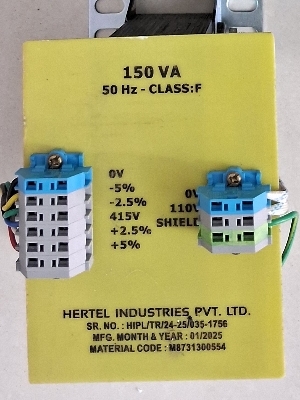 150 VA
50 Hz - CLASS:F
0V
-5%
-2.5%
415V
+2.5%
+5%
0V
110V
SHIELD
HERTEL INDUSTRIES PVT. LTD.
SR. NO. : HIPL/TR/24-25/035-1756
MFG. MONTH & YEAR : 01/2025
MATERIAL CODE : M8731300554